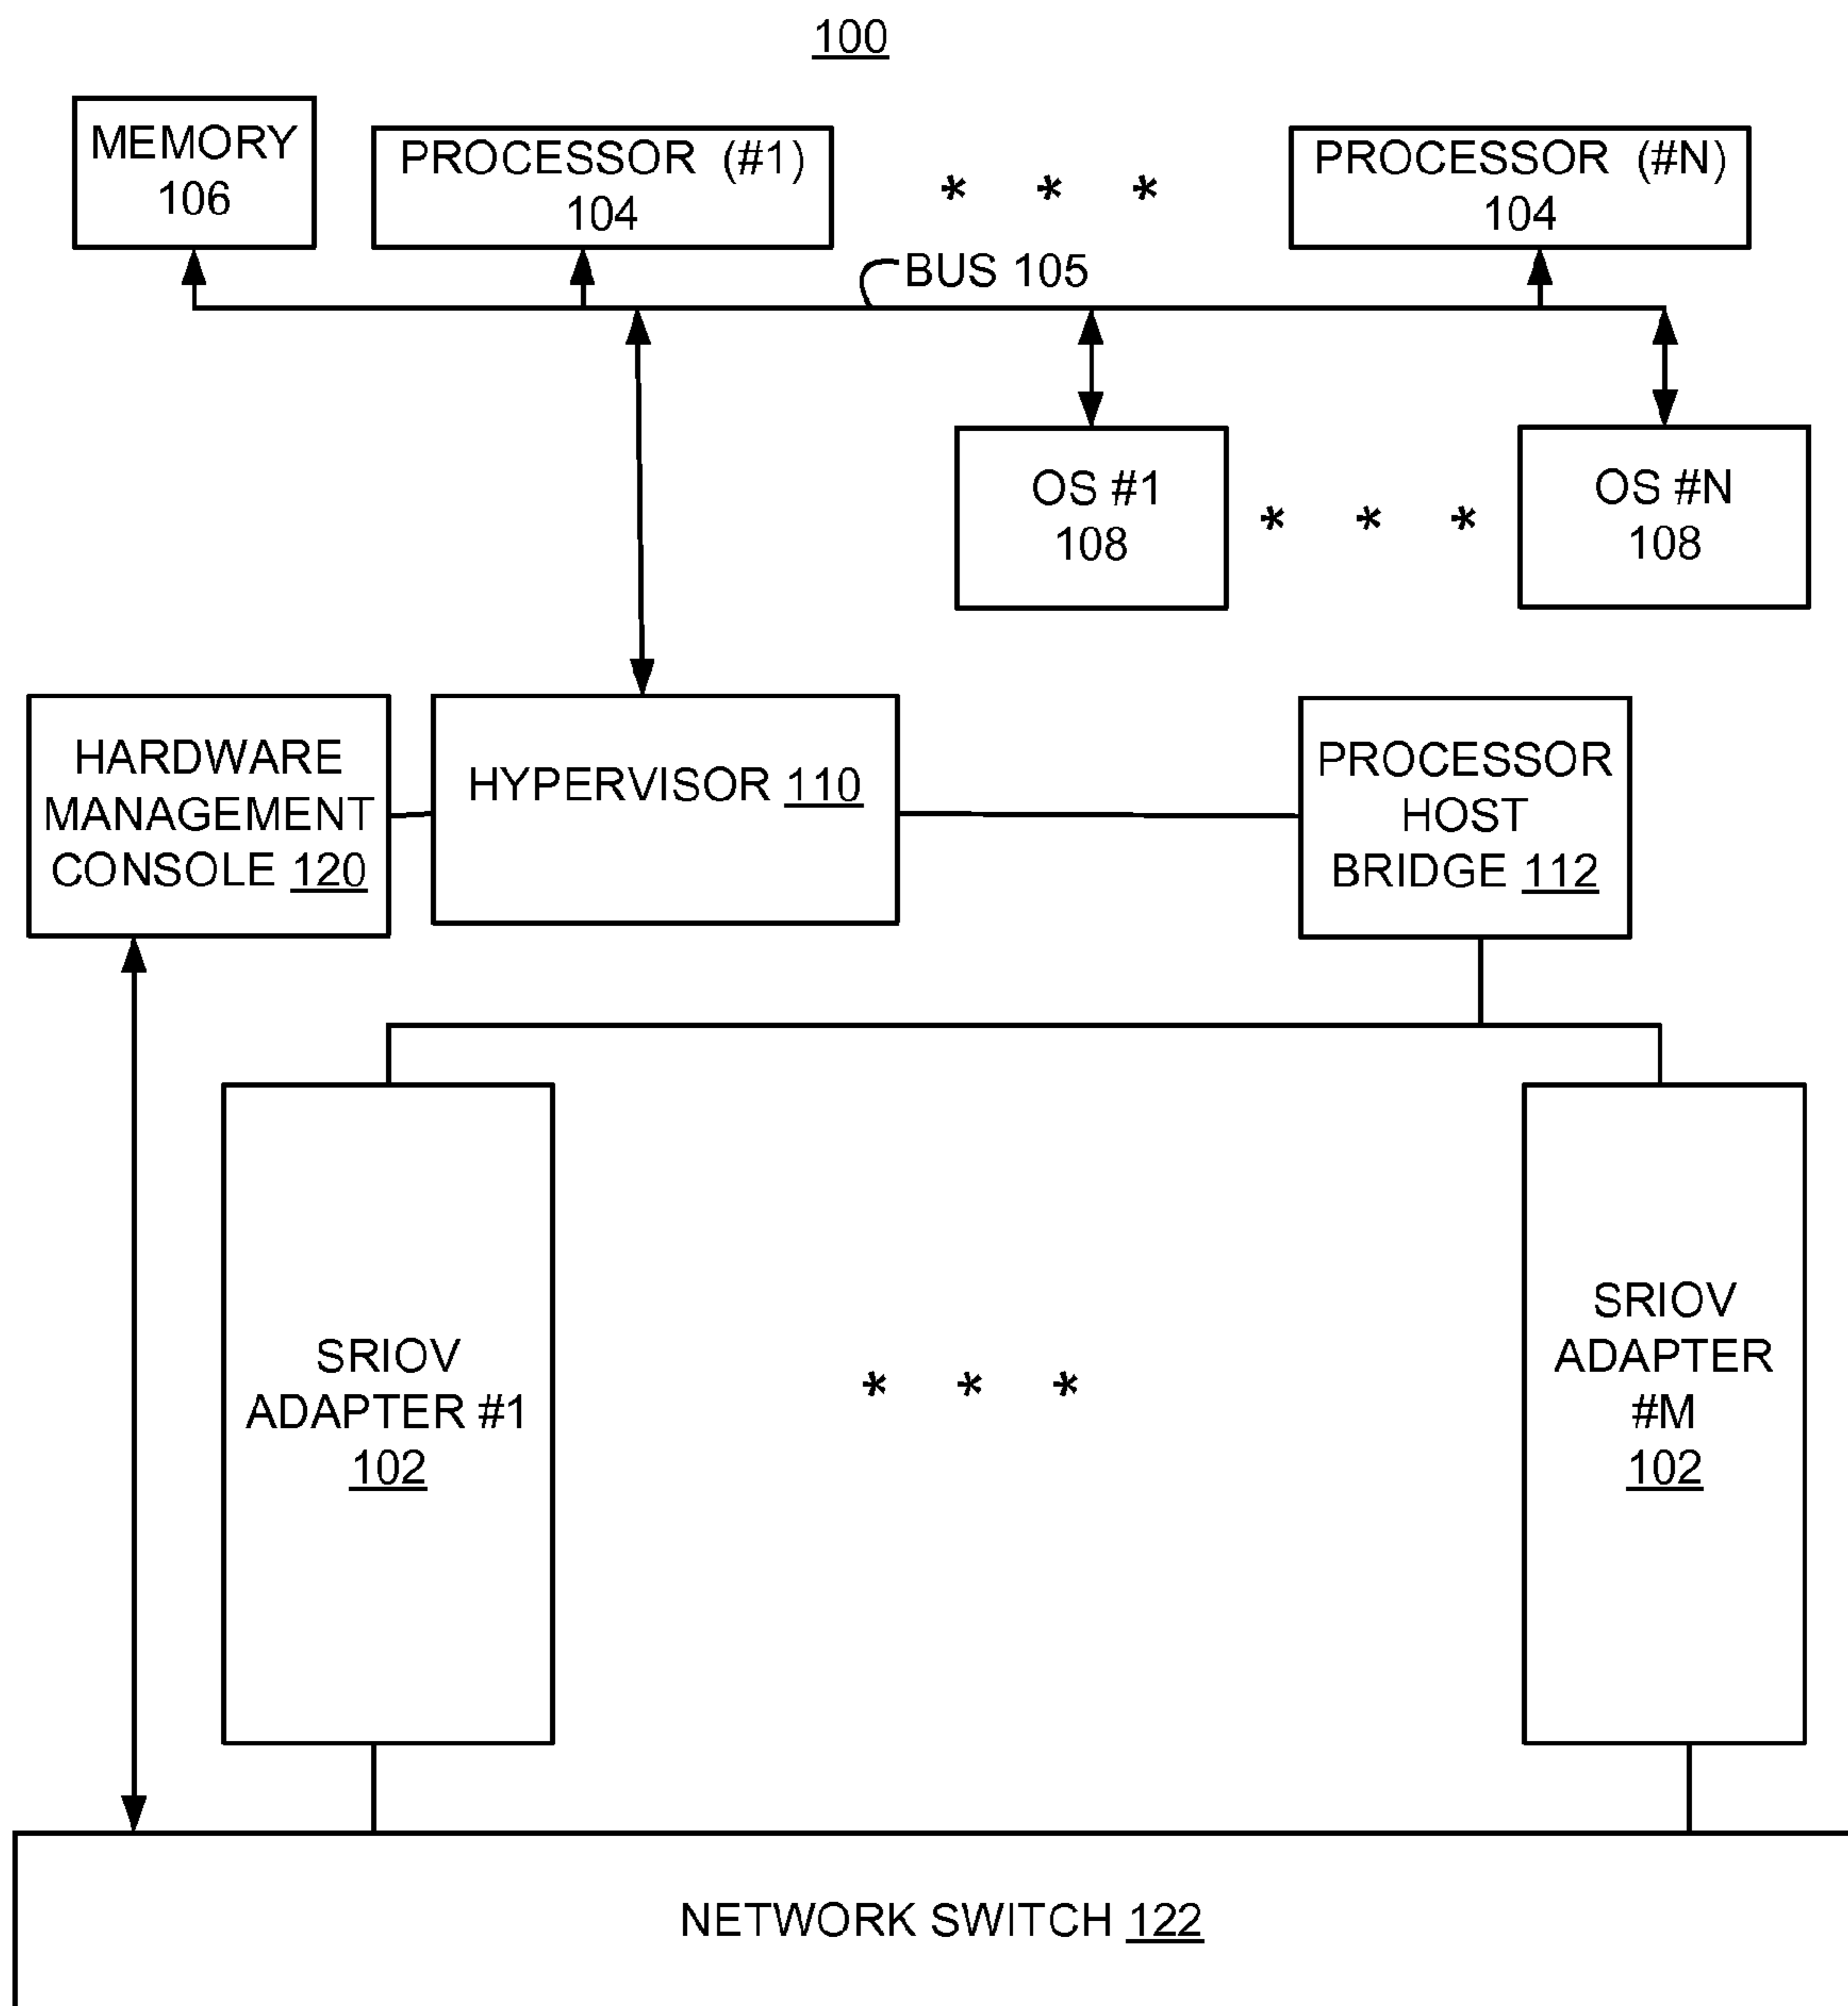 100
MEMORY
106
PROCESSOR (#1)
104
* * *
PROCESSOR (#N)
104
BUS 105
OS #1
108
* * *
OS #N
108
HARDWARE
MANAGEMENT
CONSOLE 120
HYPERVISOR 110
PROCESSOR
HOST
BRIDGE 112
SRIOV
ADAPTER #1
102
* * *
SRIOV
ADAPTER
#M
102
NETWORK SWITCH 122